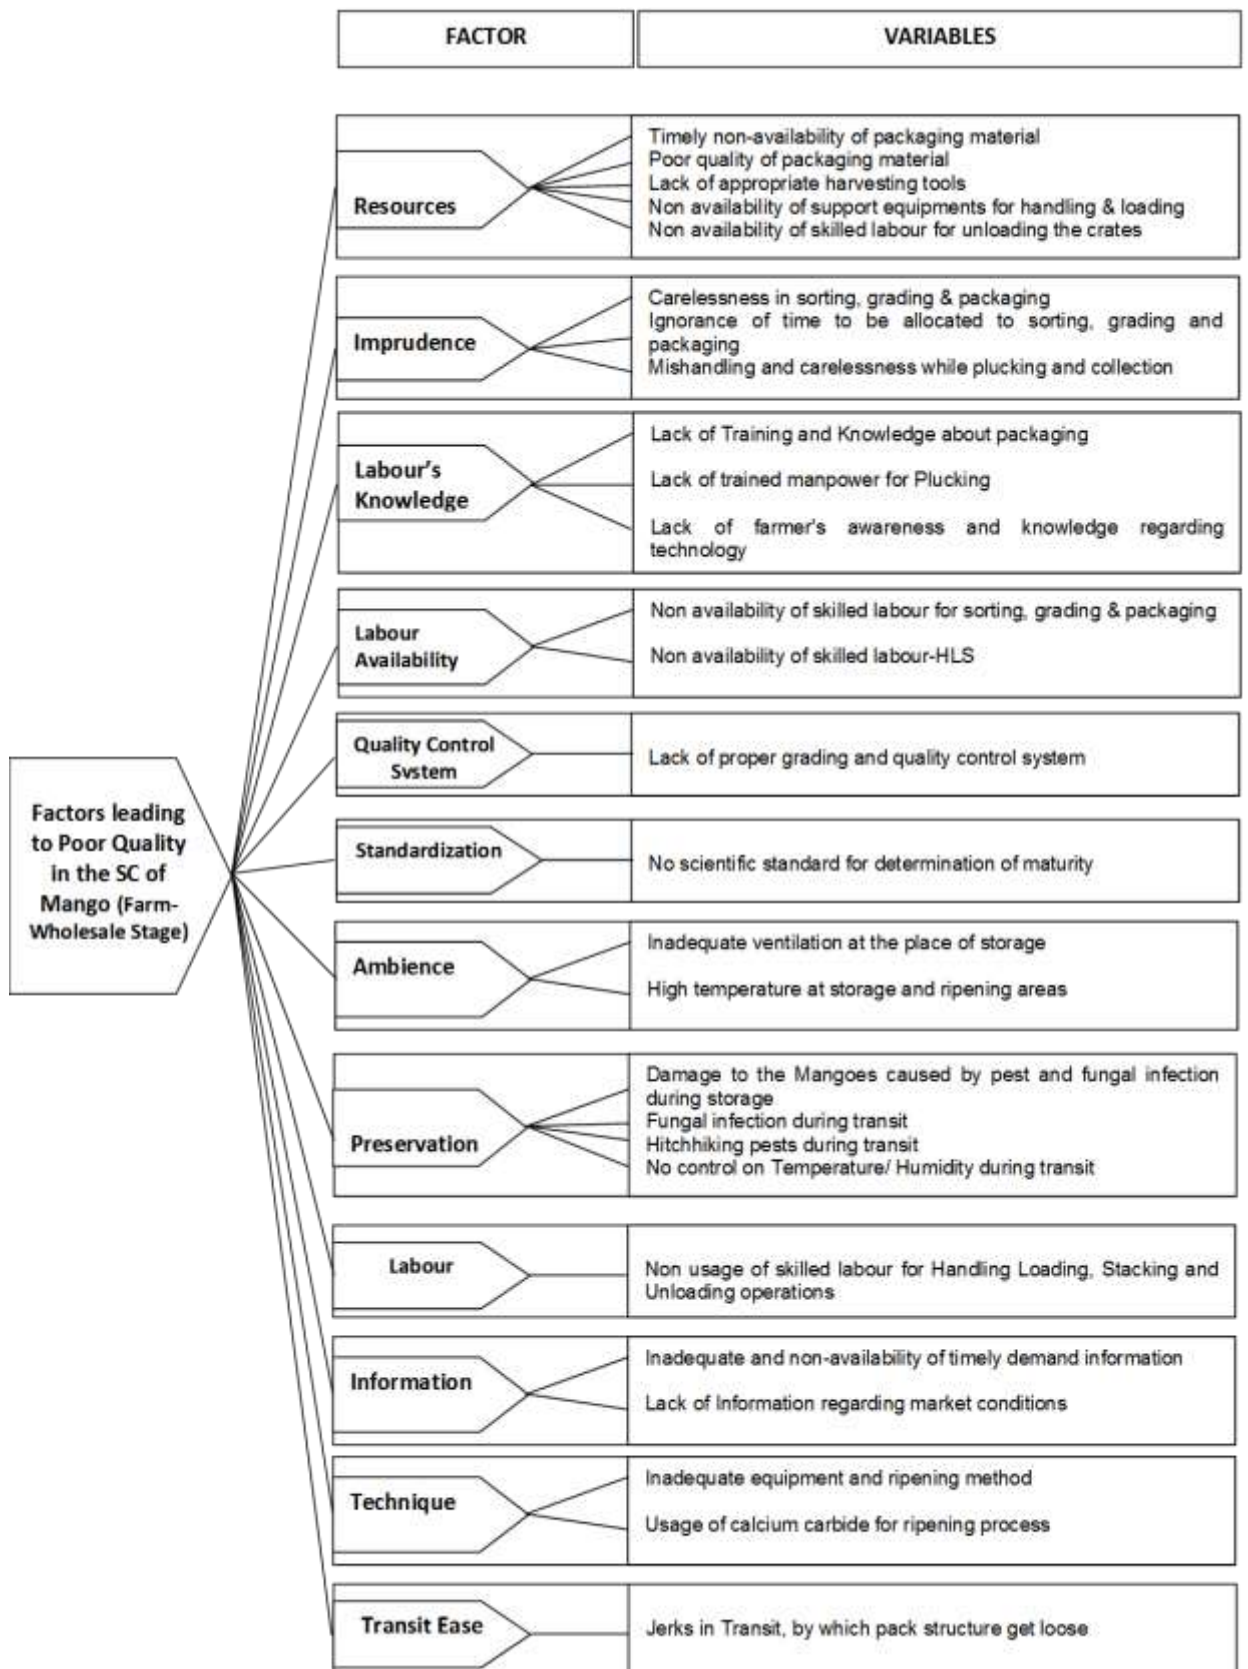 FACTOR
VARIABLES
Resources
Timely non-availability of packaging material
Poor quality of packaging material
Lack of appropriate harvesting tools
Non availability of support equipments for handling & loading
Non availability of skilled labour for unloading the crates
Imprudence
Carelessness in sorting, grading & packaging
Ignorance of time to be allocated to sorting, grading and
packaging
Mishandling and carelessness while plucking and collection
Labour's
Knowledge
Lack of Training and Knowledge about packaging
Lack of trained manpower for Plucking
Lack of farmer's awareness and knowledge regarding
technology
Labour
Availability
Non availability of skilled labour for sorting, grading & packaging
Non availability of skilled labour-HLS
Quality Control
System
Lack of proper grading and quality control system
Factors leading
to Poor Quality
in the SC of
Mango (Farm-
Wholesale Stage)
Standardization
No scientific standard for determination of maturity
Ambience
Inadequate ventilation at the place of storage
High temperature at storage and ripening areas
Preservation
Damage to the Mangoes caused by pest and fungal infection
during storage
Fungal infection during transit
Hitchhiking pests during transit
No control on Temperature/ Humidity during transit
Labour
Non usage of skilled labour for Handling Loading, Stacking and
Unloading operations
Information
Inadequate and non-availability of timely demand information
Lack of Information regarding market conditions
Technique
Inadequate equipment and ripening method
Usage of calcium carbide for ripening process
Transit Ease
Jerks in Transit, by which pack structure get loose